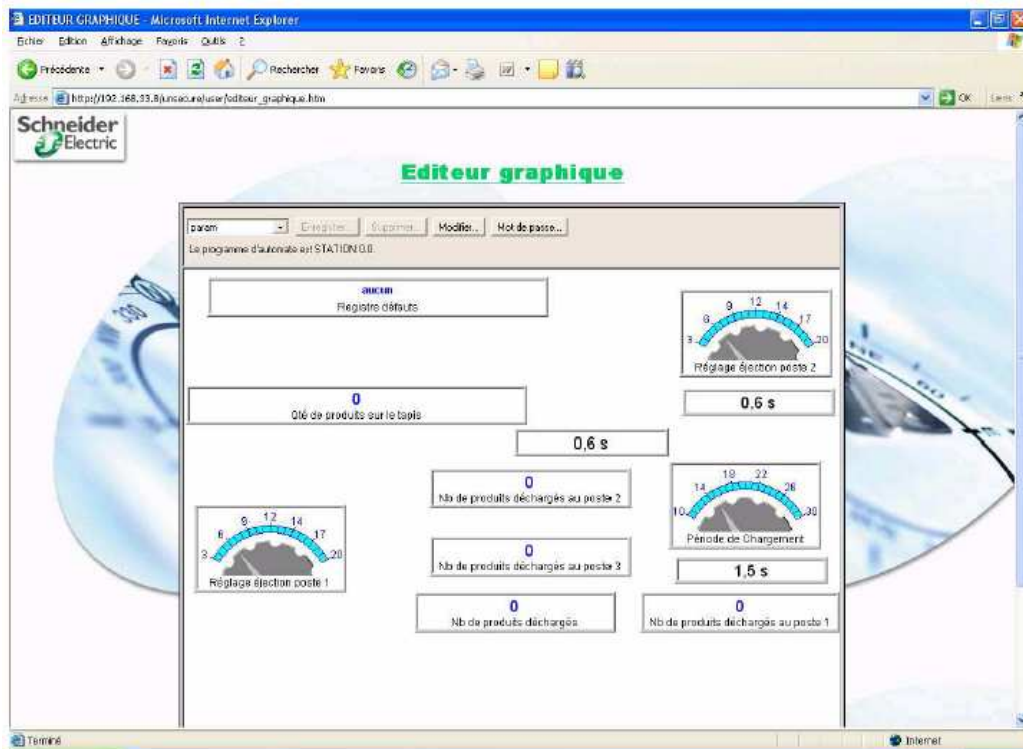 EDITEUR GRAPHIQUE - Microsoft Internet Explorer
Fichier Edition Affichage Favoris Outils ?
Précédente Rechercher Favoris
Adresse http://192.168.33.8/unsecure/user/editeur_graphique.htm OK Liens
Schneider
Electric
Editeur graphique
param Enregistrer... Supprimer... Modifier... Mot de passe...
Le programme d'automate est STATION 0.0.
aucun
Registre défauts
3 6 9 12 14 17 20
Réglage éjection poste 2
0,6 s
0
Qté de produits sur le tapis
0,6 s
0
Nb de produits déchargés au poste 2
10 14 18 22 26 30
Période de Chargement
1,5 s
3 6 9 12 14 17 20
Réglage éjection poste 1
0
Nb de produits déchargés au poste 3
0
Nb de produits déchargés
0
Nb de produits déchargés au poste 1
Terminé Internet